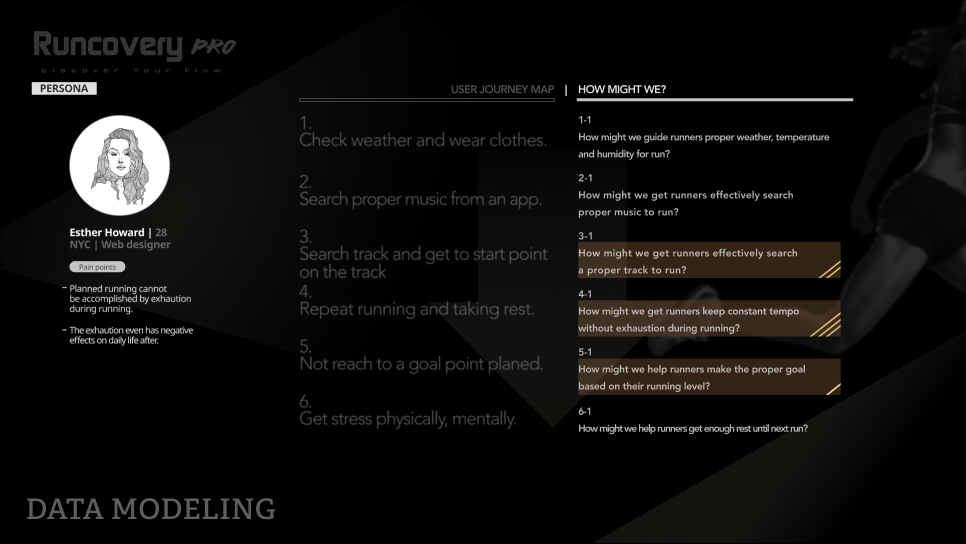 Runcovery PRO
Discover Your Flow
PERSONA
Esther Howard | 28
NYC | Web designer
Pain points
– Planned running cannot
be accomplished by exhaution
during running.
– The exhaution even has negative
effects on daily life after.
USER JOURNEY MAP | HOW MIGHT WE?
1.
Check weather and wear clothes.
2.
Search proper music from an app.
3.
Search track and get to start point
on the track
4.
Repeat running and taking rest.
5.
Not reach to a goal point planed.
6.
Get stress physically, mentally.
1-1
How might we guide runners proper weather, temperature
and humidity for run?
2-1
How might we get runners effectively search
proper music to run?
3-1
How might we get runners effectively search
a proper track to run?
4-1
How might we get runners keep constant tempo
without exhaustion during running?
5-1
How might we help runners make the proper goal
based on their running level?
6-1
How might we help runners get enough rest until next run?
DATA MODELING